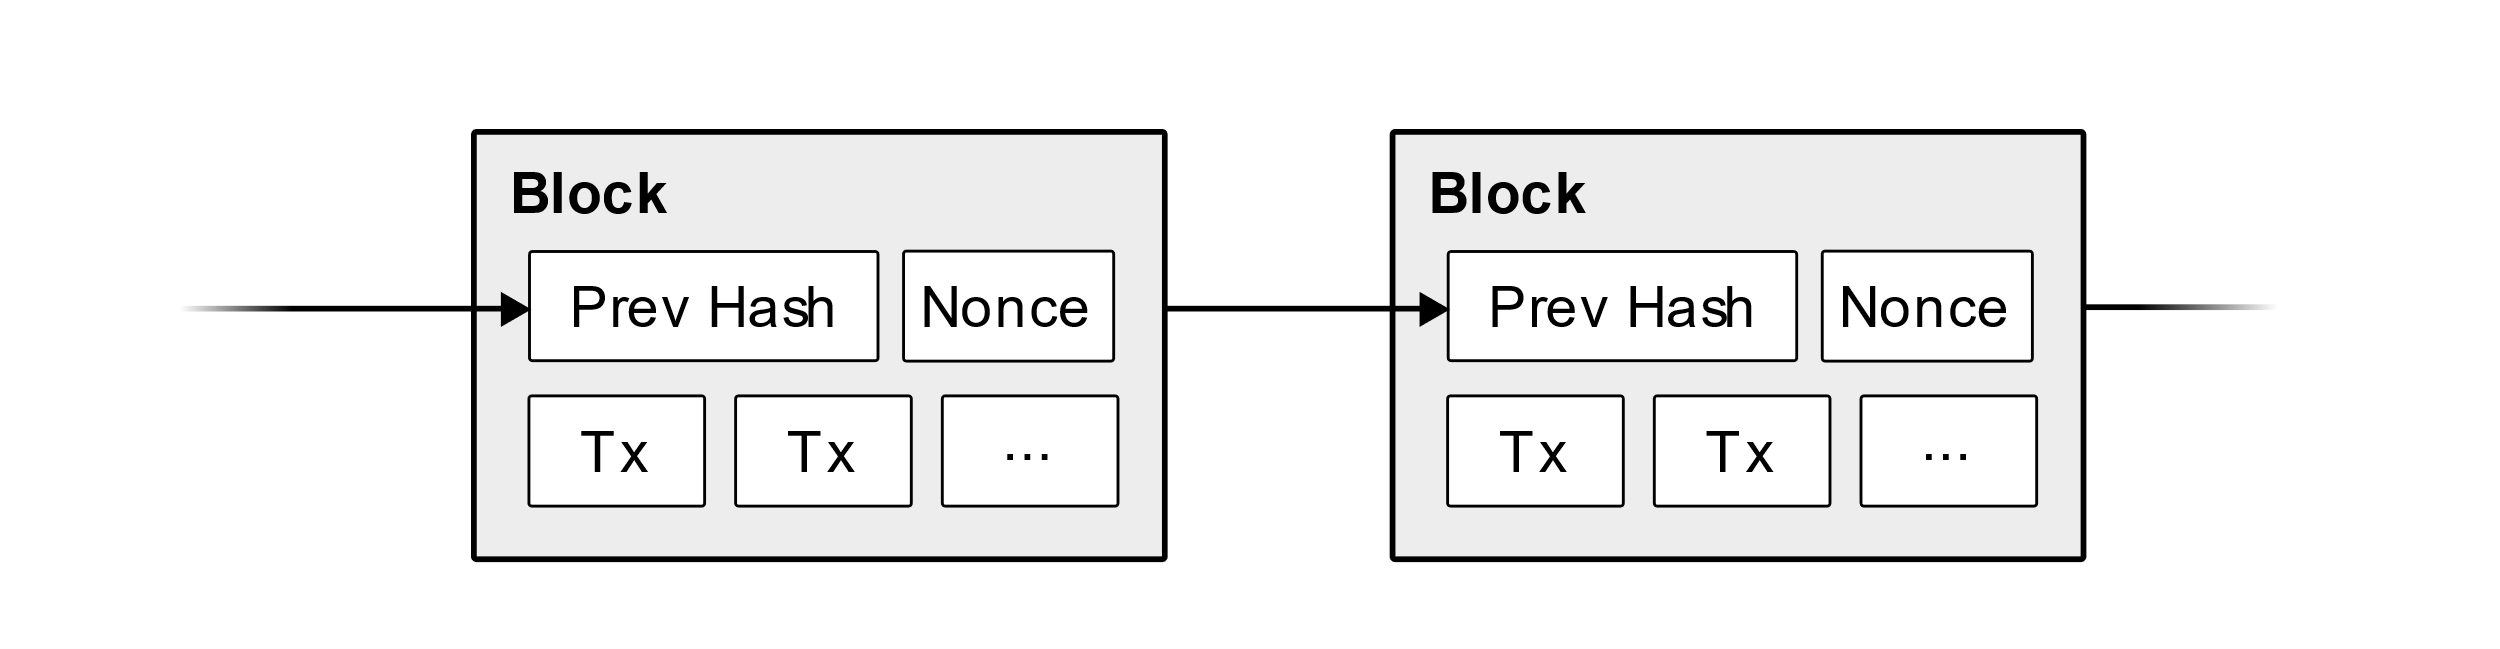 Block
Prev Hash Nonce
Tx Tx ...
Block
Prev Hash Nonce
Tx Tx ...